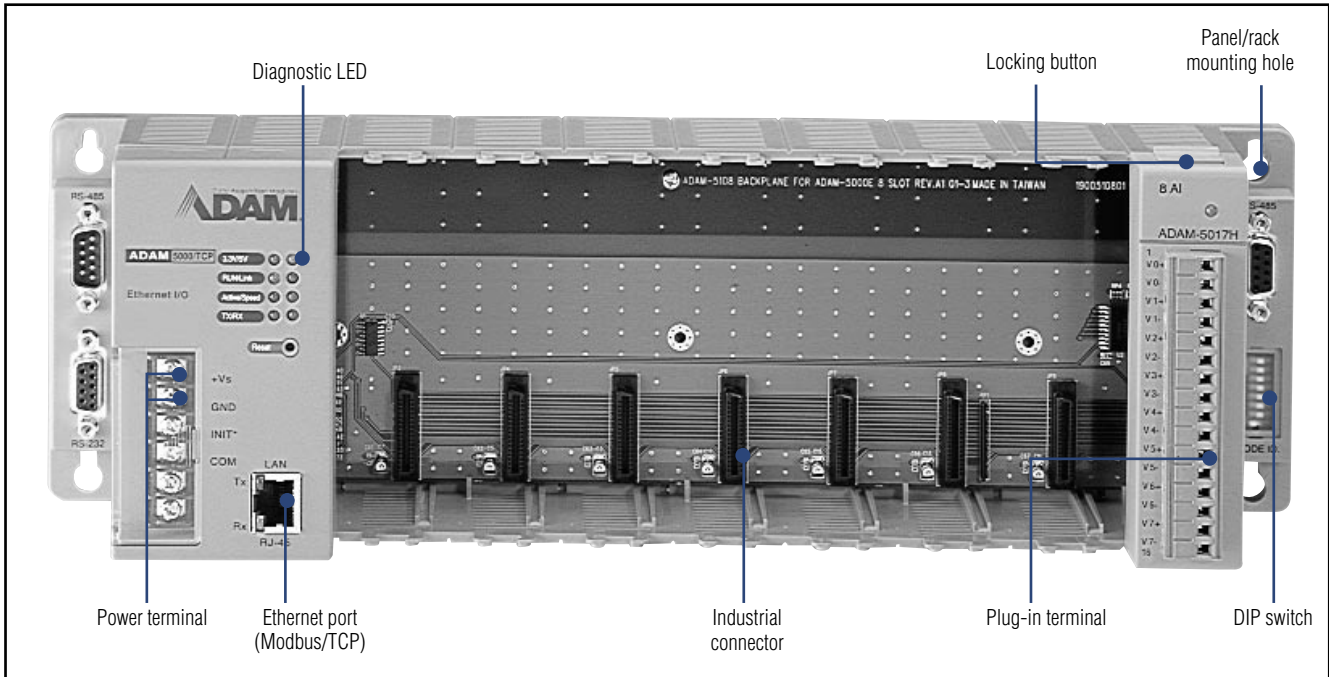 Diagnostic LED
Locking button
Panel/rack
mounting hole
RS-485
ADAM
ADAM 5000/TCP
Ethernet I/O
3.3V/5V
RUN/Link
Active/Speed
TX/RX
Reset
+Vs
GND
INIT*
COM
RS-232
LAN
Tx
Rx
RJ-45
ADAM-5108 BACKPLANE FOR ADAM-5000E 8 SLOT REV.A1 01-3 MADE IN TAIWAN
1900510801
8 AI
ADAM-5017H
1
V0+
V0-
V1+
V1-
V2+
V2-
V3+
V3-
V4+
V4-
V5+
V5-
V6+
V6-
V7+
V7-
16
Power terminal
Ethernet port
(Modbus/TCP)
Industrial
connector
Plug-in terminal
DIP switch